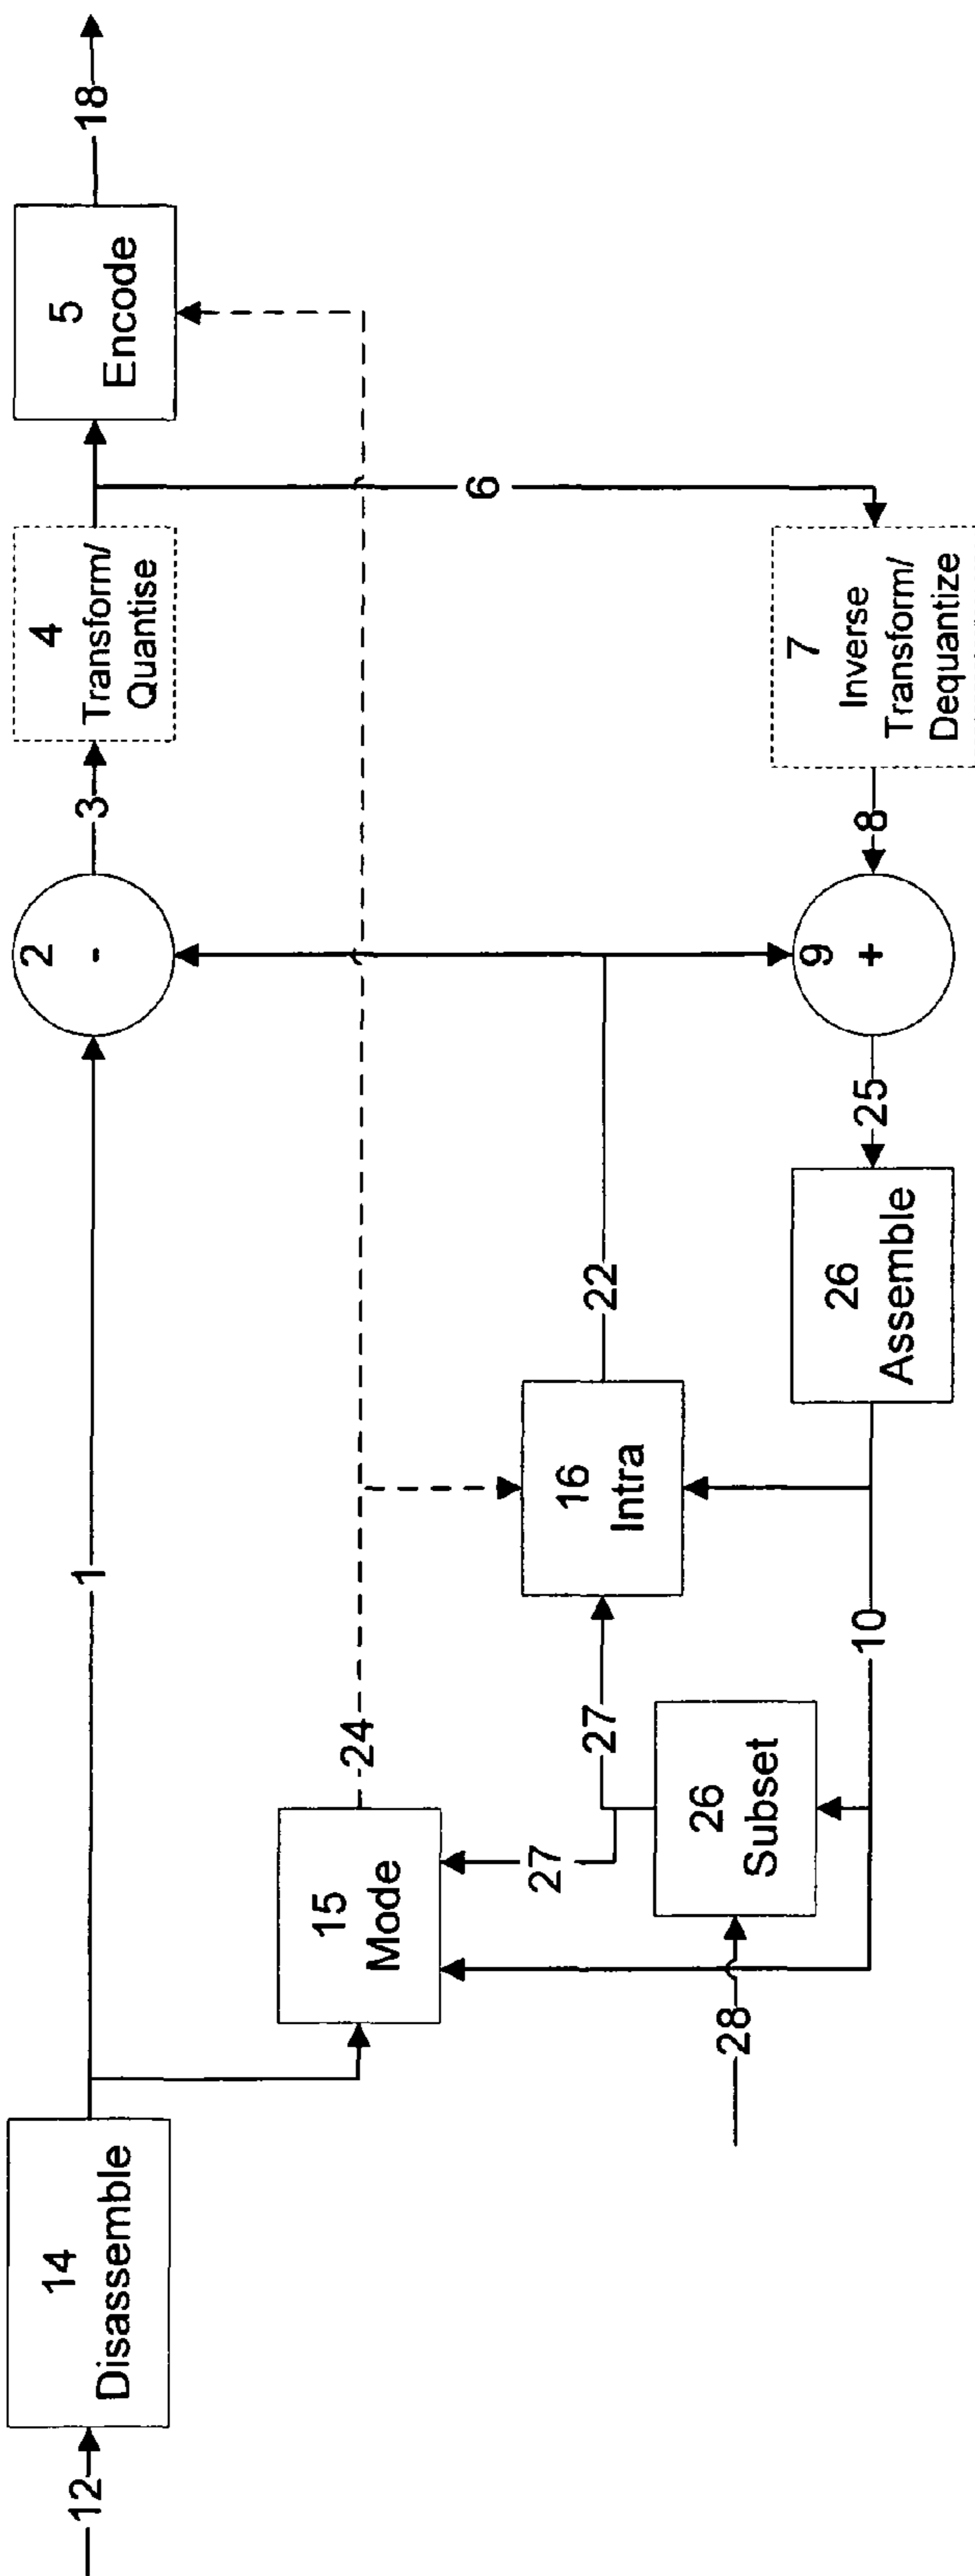 12
14
Disassemble
1
2
-
3
4
Transform/
Quantise
5
Encode
18
15
Mode
24
6
27
27
16
Intra
22
28
26
Subset
10
26
Assemble
25
9
+
8
7
Inverse
Transform/
Dequantize